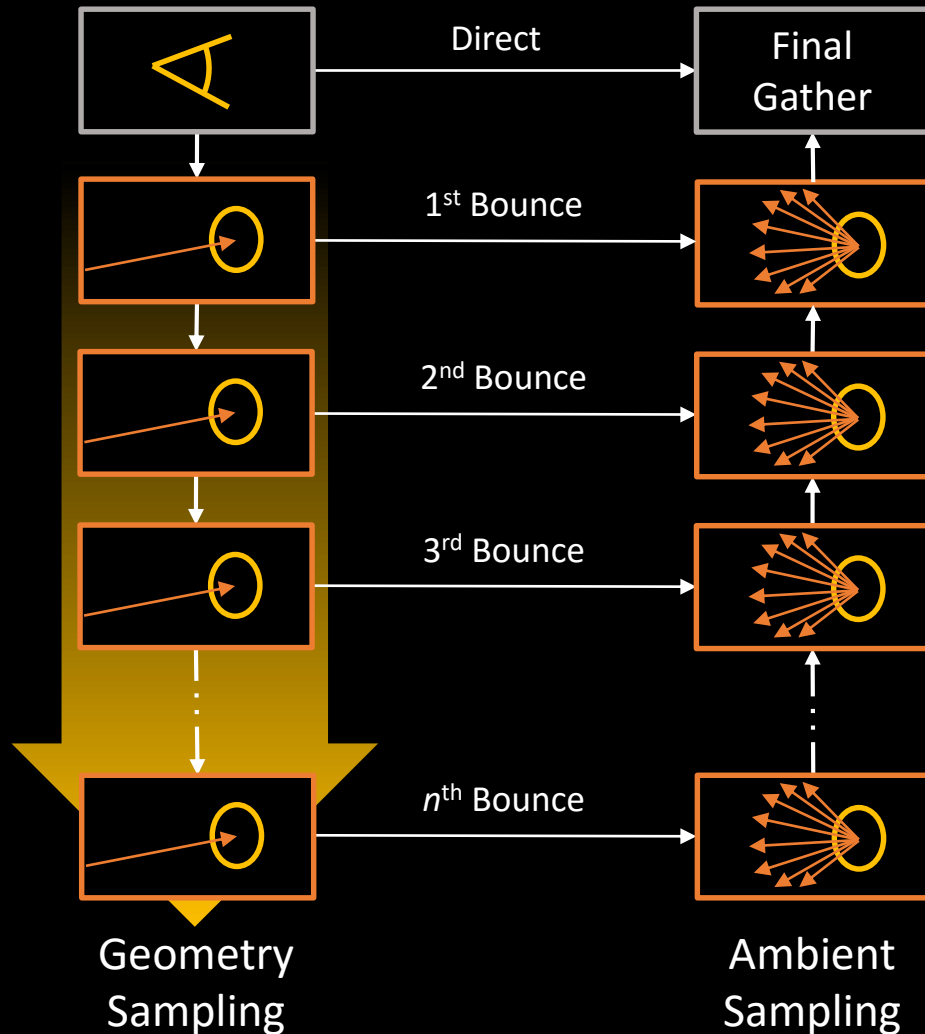 Direct
Final
Gather
1st Bounce
2nd Bounce
3rd Bounce
nth Bounce
Geometry
Sampling
Ambient
Sampling